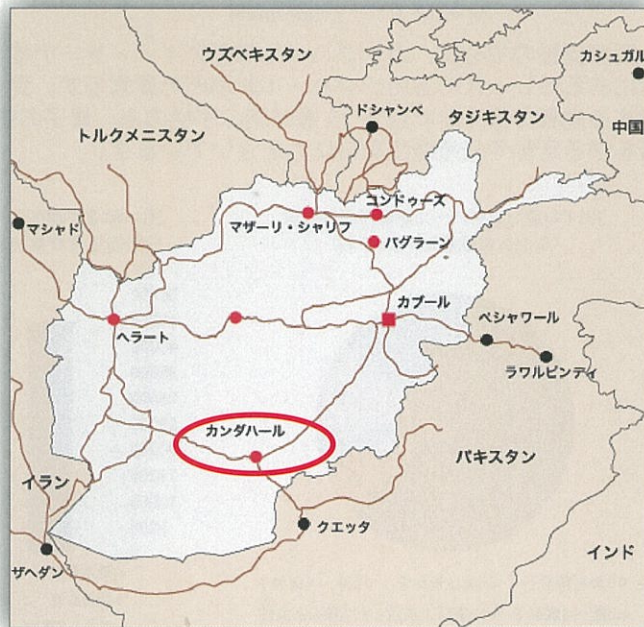 ウズベキスタン
カシュガル
ドシャンベ
タジキスタン
中国
トルクメニスタン
コンドゥーズ
マシャド
マザーリ・シャリフ
バグラーン
カブール
ペシャワール
ヘラート
ラワルピンディ
カンダハール
パキスタン
イラン
クエッタ
インド
ザヘダン